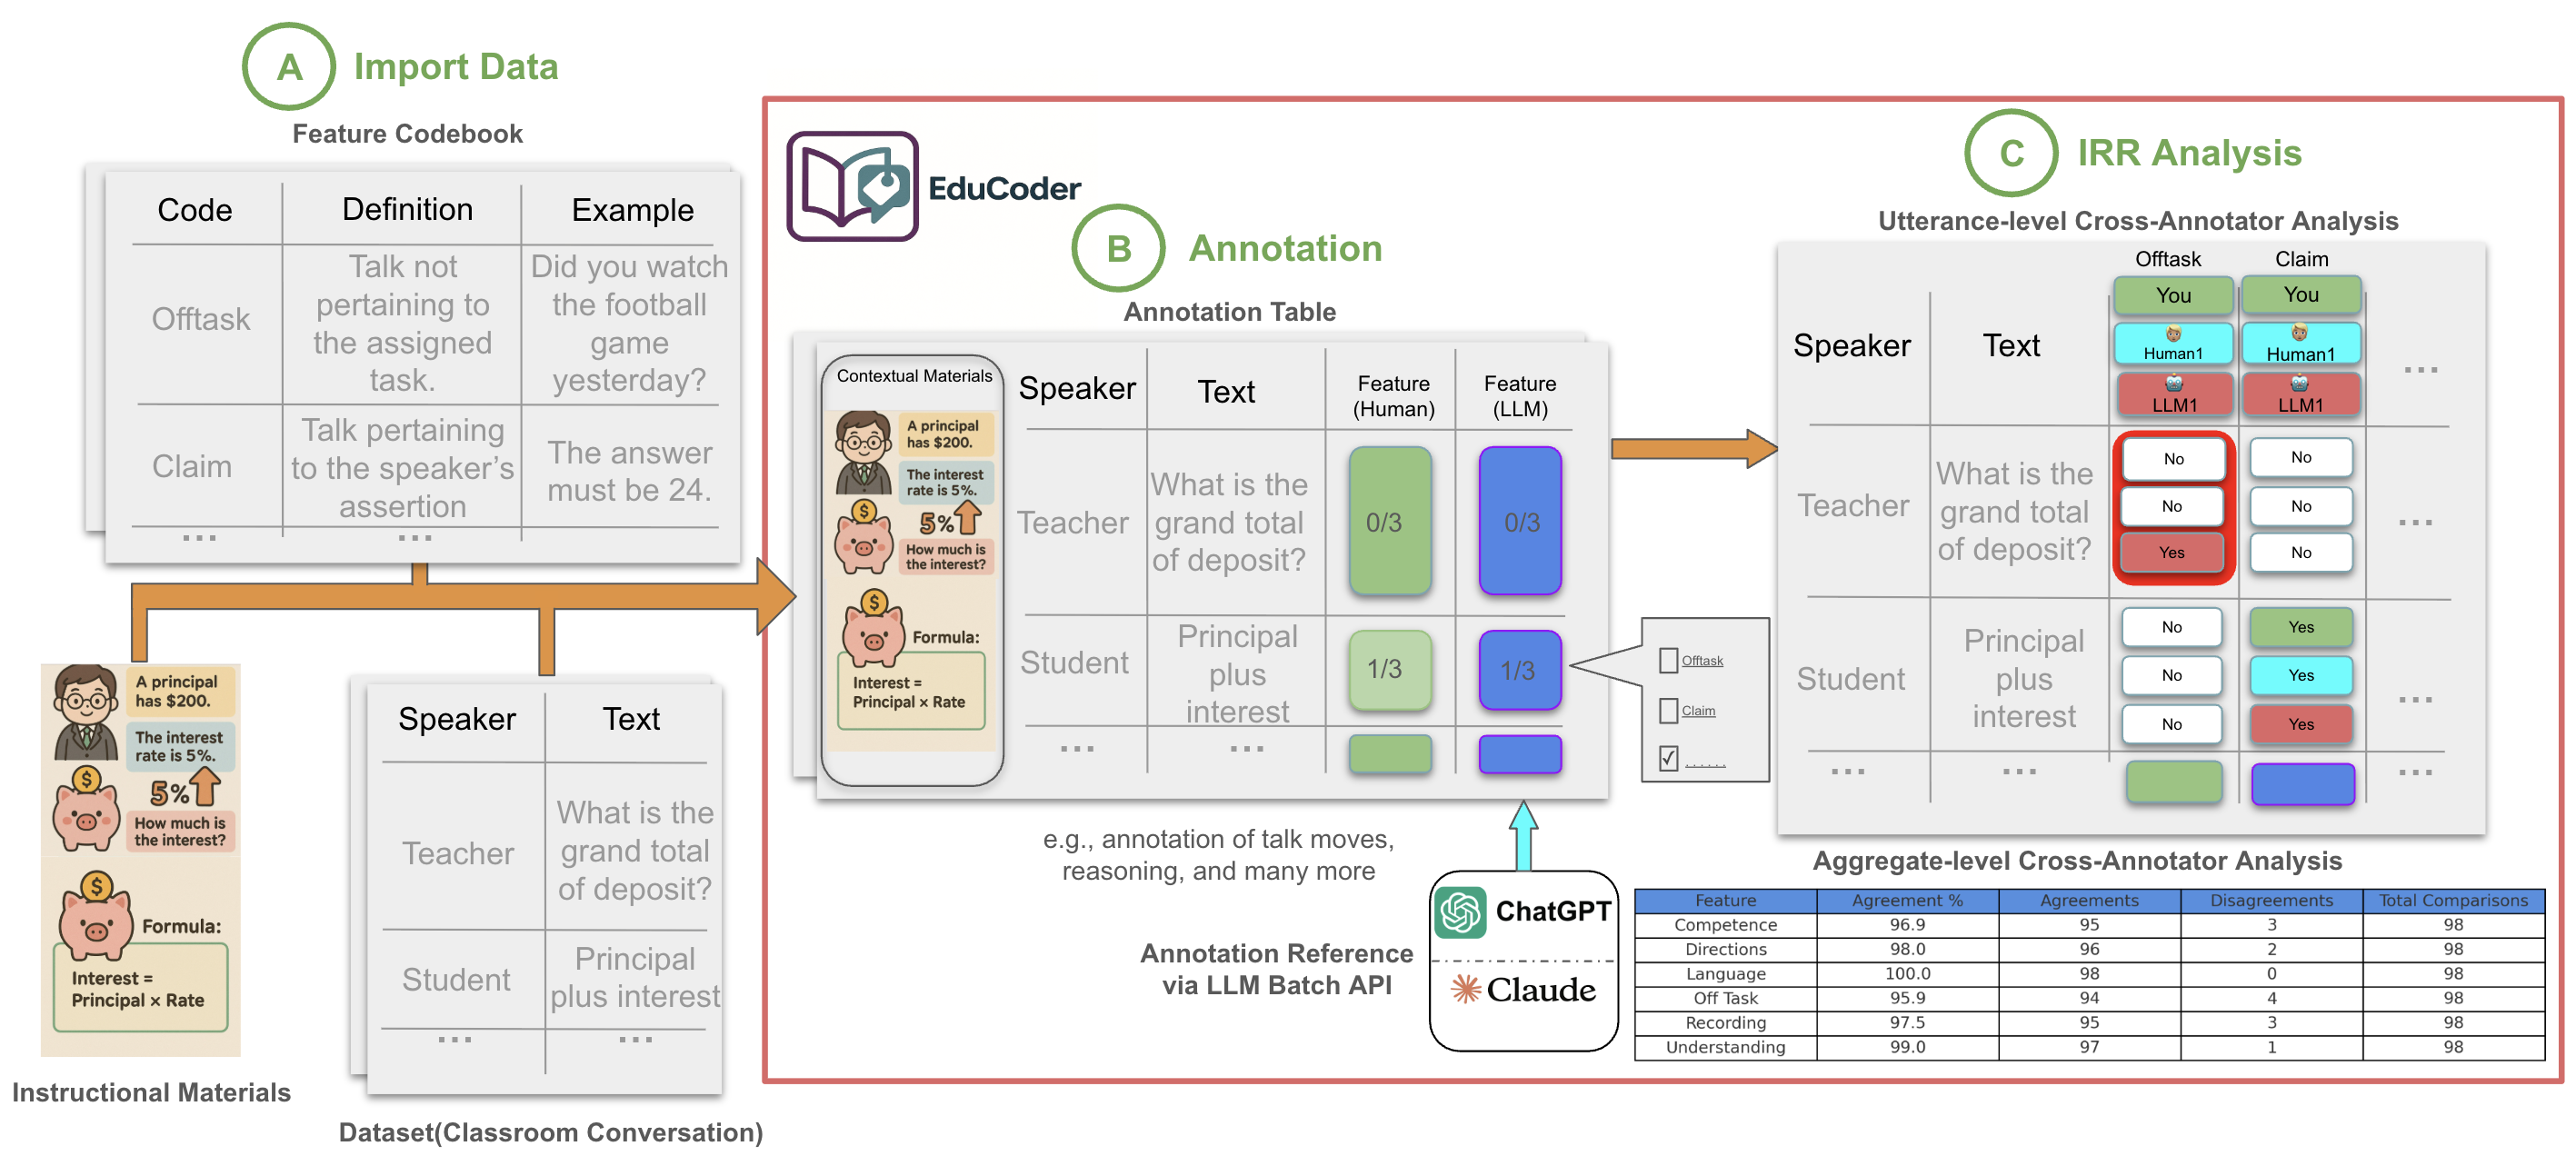 A Import Data
Feature Codebook
Code Definition Example
Offtask
Talk not
pertaining to
the assigned
task.
Did you watch
the football
game
yesterday?
Claim
Talk pertaining
to the speaker's
assertion
The answer
must be 24.
... ...
A principal
has $200.
The interest
rate is 5%.
$
5%
How much is
the interest?
$
Formula:
Interest =
Principal × Rate
Instructional Materials
Speaker Text
Teacher
What is the
grand total
of deposit?
Student
Principal
plus interest
... ...
Dataset(Classroom Conversation)
EduCoder
B Annotation
Annotation Table
Contextual Materials
A principal
has $200.
The interest
rate is 5%.
$
5%
How much is
the interest?
$
Formula:
Interest =
Principal × Rate
Speaker Text
Feature
(Human)
Feature
(LLM)
Teacher
What is the
grand total
of deposit?
0/3 0/3
Student
Principal
plus
interest
1/3 1/3
... ...
Offtask
Claim
......
e.g., annotation of talk moves,
reasoning, and many more
Annotation Reference
via LLM Batch API
ChatGPT
Claude
C IRR Analysis
Utterance-level Cross-Annotator Analysis
Offtask Claim
You You
Speaker Text
Human1 Human1
...
LLM1 LLM1
Teacher
What is the
grand total
of deposit?
No No
No No
Yes No
...
Student
Principal
plus
interest
No Yes
No Yes
No Yes
...
... ... ...
Aggregate-level Cross-Annotator Analysis
Feature Agreement % Agreements Disagreements Total Comparisons
Competence 96.9 95 3 98
Directions 98.0 96 2 98
Language 100.0 98 0 98
Off Task 95.9 94 4 98
Recording 97.5 95 3 98
Understanding 99.0 97 1 98